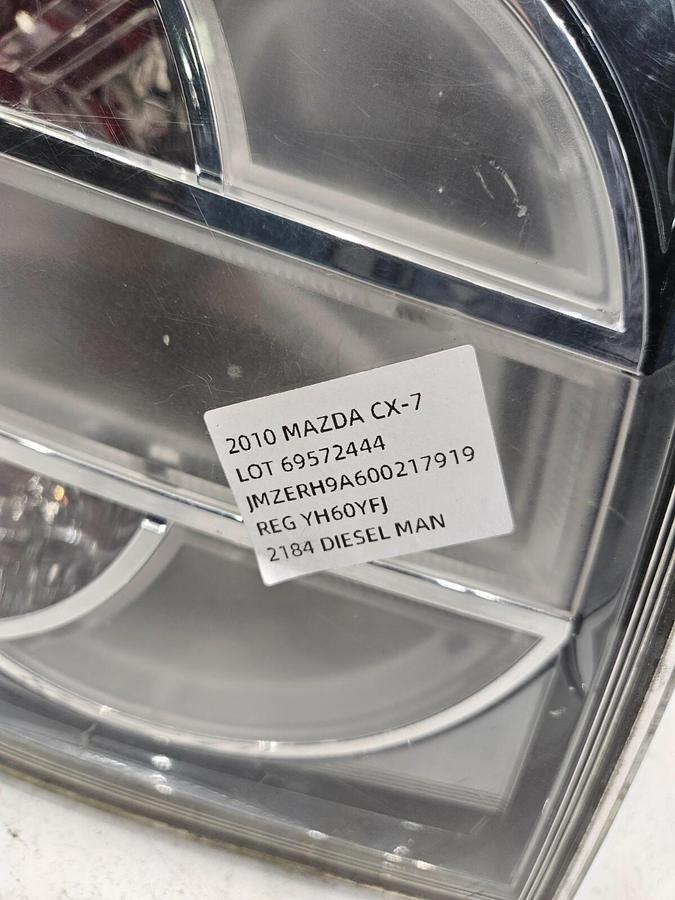 2010 MAZDA CX-7
LOT 69572444
JMZERH9A600217919
REG YH60YFJ
2184 DIESEL MAN